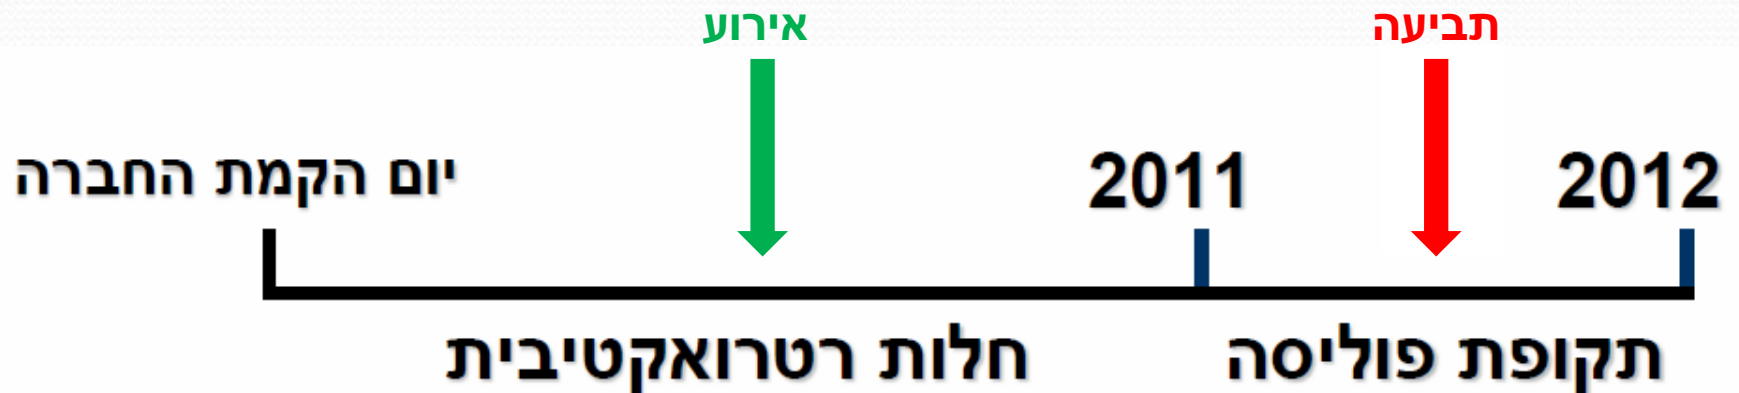 אירוע
תביעה
יום הקמת החברה
2011
2012
חלות רטרואקטיבית
תקופת פוליסה